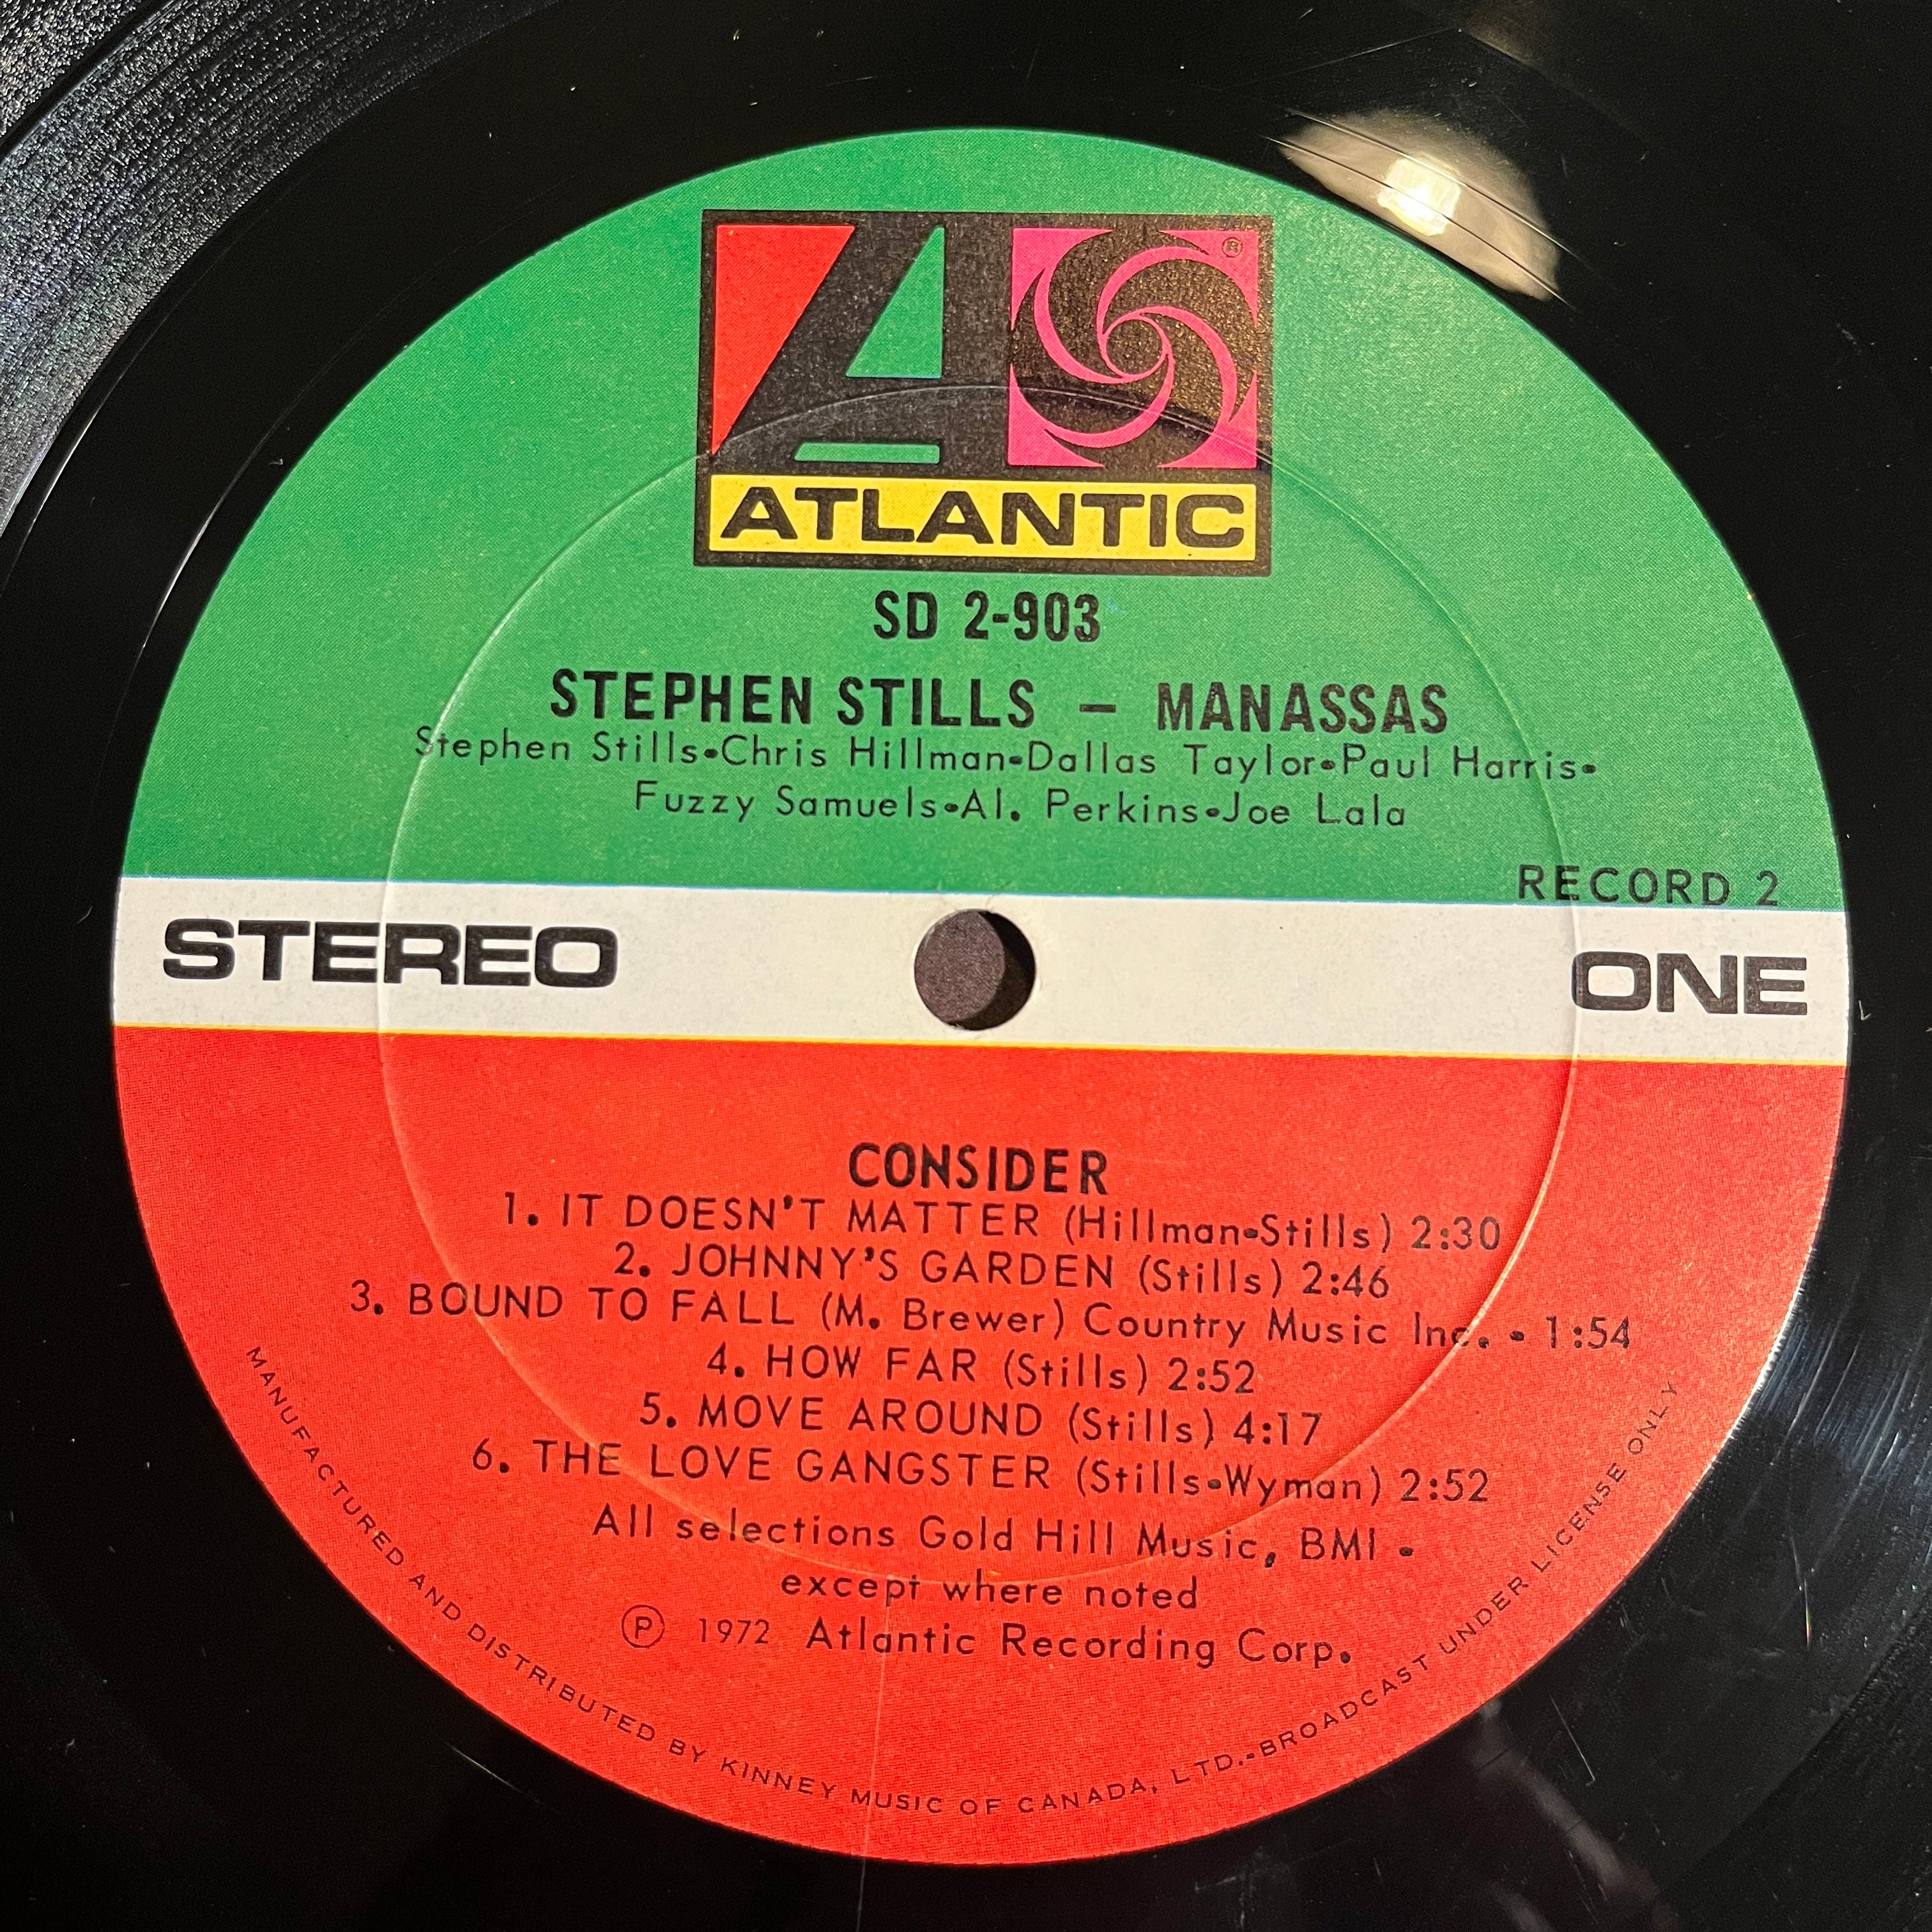 ®
ATLANTIC
SD 2-903
STEPHEN STILLS – MANASSAS
Stephen Stills•Chris Hillman•Dallas Taylor•Paul Harris•
Fuzzy Samuels•Al. Perkins•Joe Lala
RECORD 2
STEREO ONE
CONSIDER
1. IT DOESN'T MATTER (Hillman•Stills) 2:30
2. JOHNNY'S GARDEN (Stills) 2:46
3. BOUND TO FALL (M. Brewer) Country Music Inc. • 1:54
4. HOW FAR (Stills) 2:52
5. MOVE AROUND (Stills) 4:17
6. THE LOVE GANGSTER (Stills•Wyman) 2:52
All selections Gold Hill Music, BMI •
except where noted
Ⓟ 1972 Atlantic Recording Corp.
MANUFACTURED AND DISTRIBUTED BY KINNEY MUSIC OF CANADA, LTD.•BROADCAST UNDER LICENSE ONLY